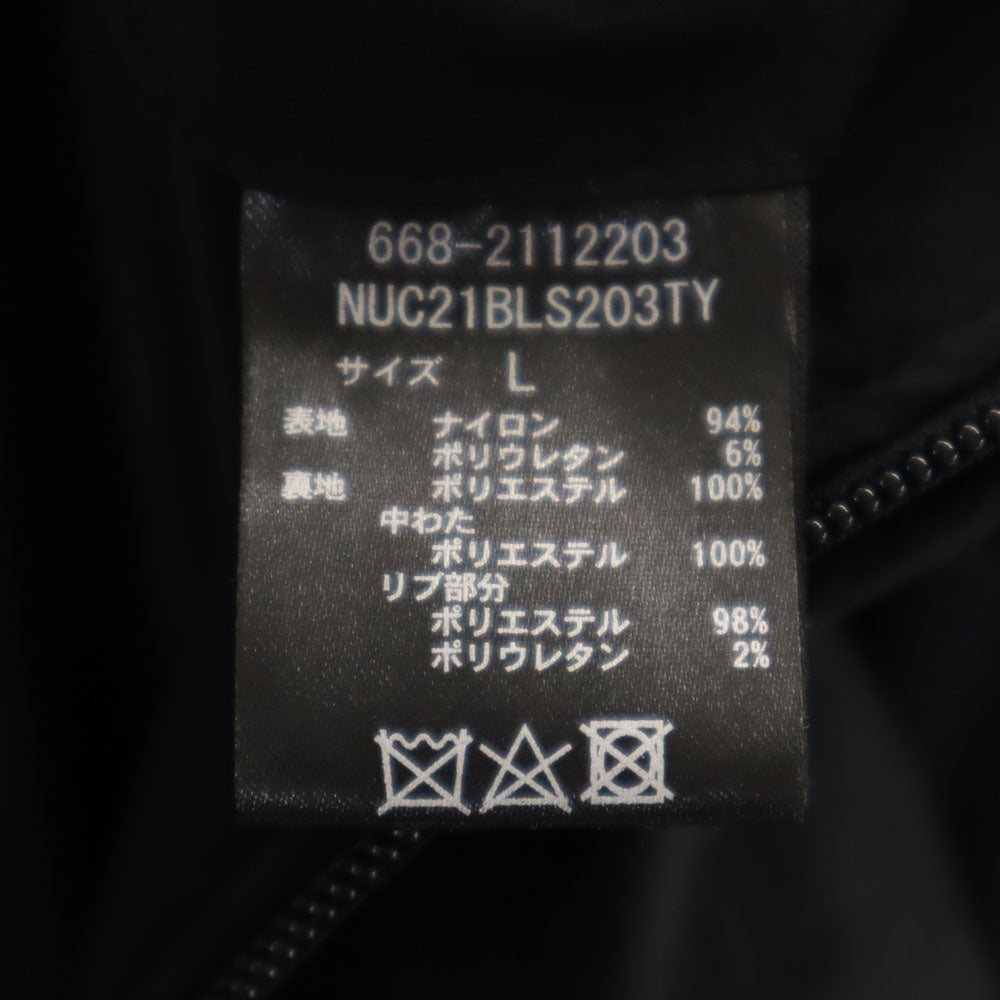 668-2112203
NUC21BLS203TY
サイズ L
表地 ナイロン 94%
ポリウレタン 6%
裏地 ポリエステル 100%
中わた
ポリエステル 100%
リブ部分
ポリエステル 98%
ポリウレタン 2%